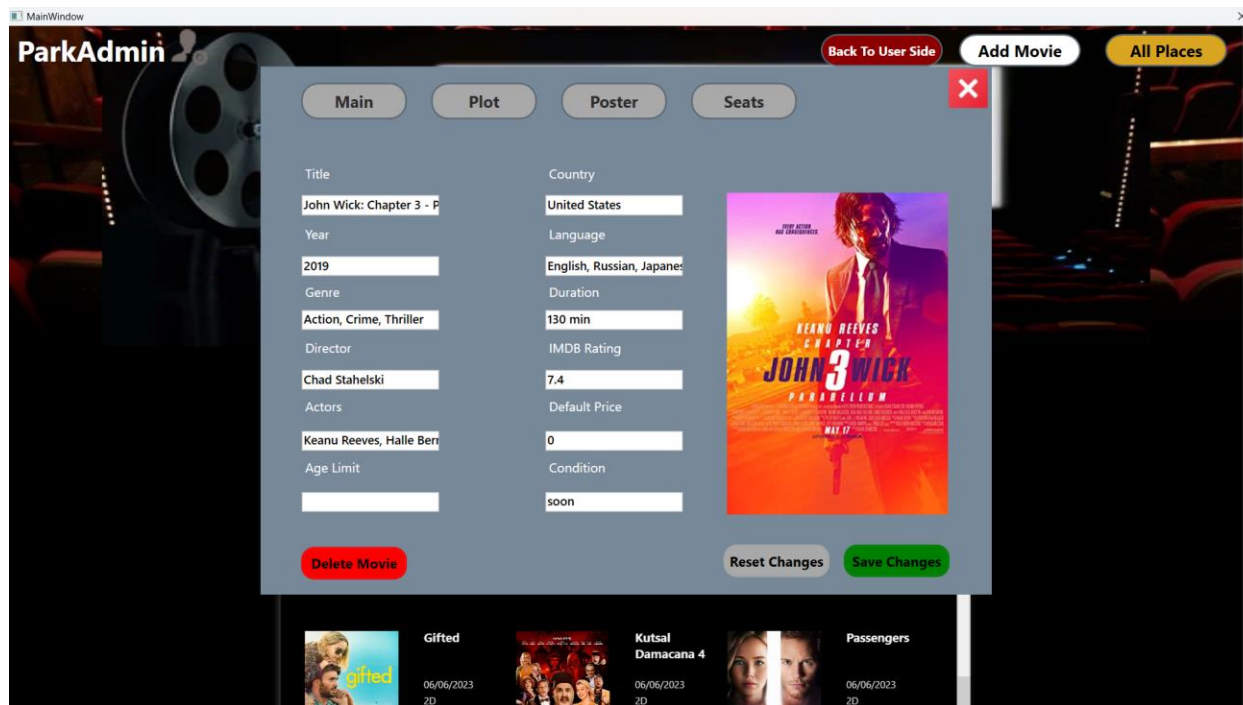 MainWindow
ParkAdmin
Back To User Side
Add Movie
All Places
Main
Plot
Poster
Seats
Title
Country
John Wick: Chapter 3 - P
United States
Year
Language
2019
English, Russian, Japanes
Genre
Duration
Action, Crime, Thriller
130 min
Director
IMDB Rating
Chad Stahelski
7.4
Actors
Default Price
Keanu Reeves, Halle Berr
0
Age Limit
Condition
soon
EVERY ACTION
HAS CONSEQUENCES.
KEANU REEVES
CHAPTER
JOHN 3 WICK
PARABELLUM
MAY 17
Delete Movie
Reset Changes
Save Changes
gifted
Gifted
06/06/2023
2D
Kutsal
Damacana 4
06/06/2023
2D
Passengers
06/06/2023
2D